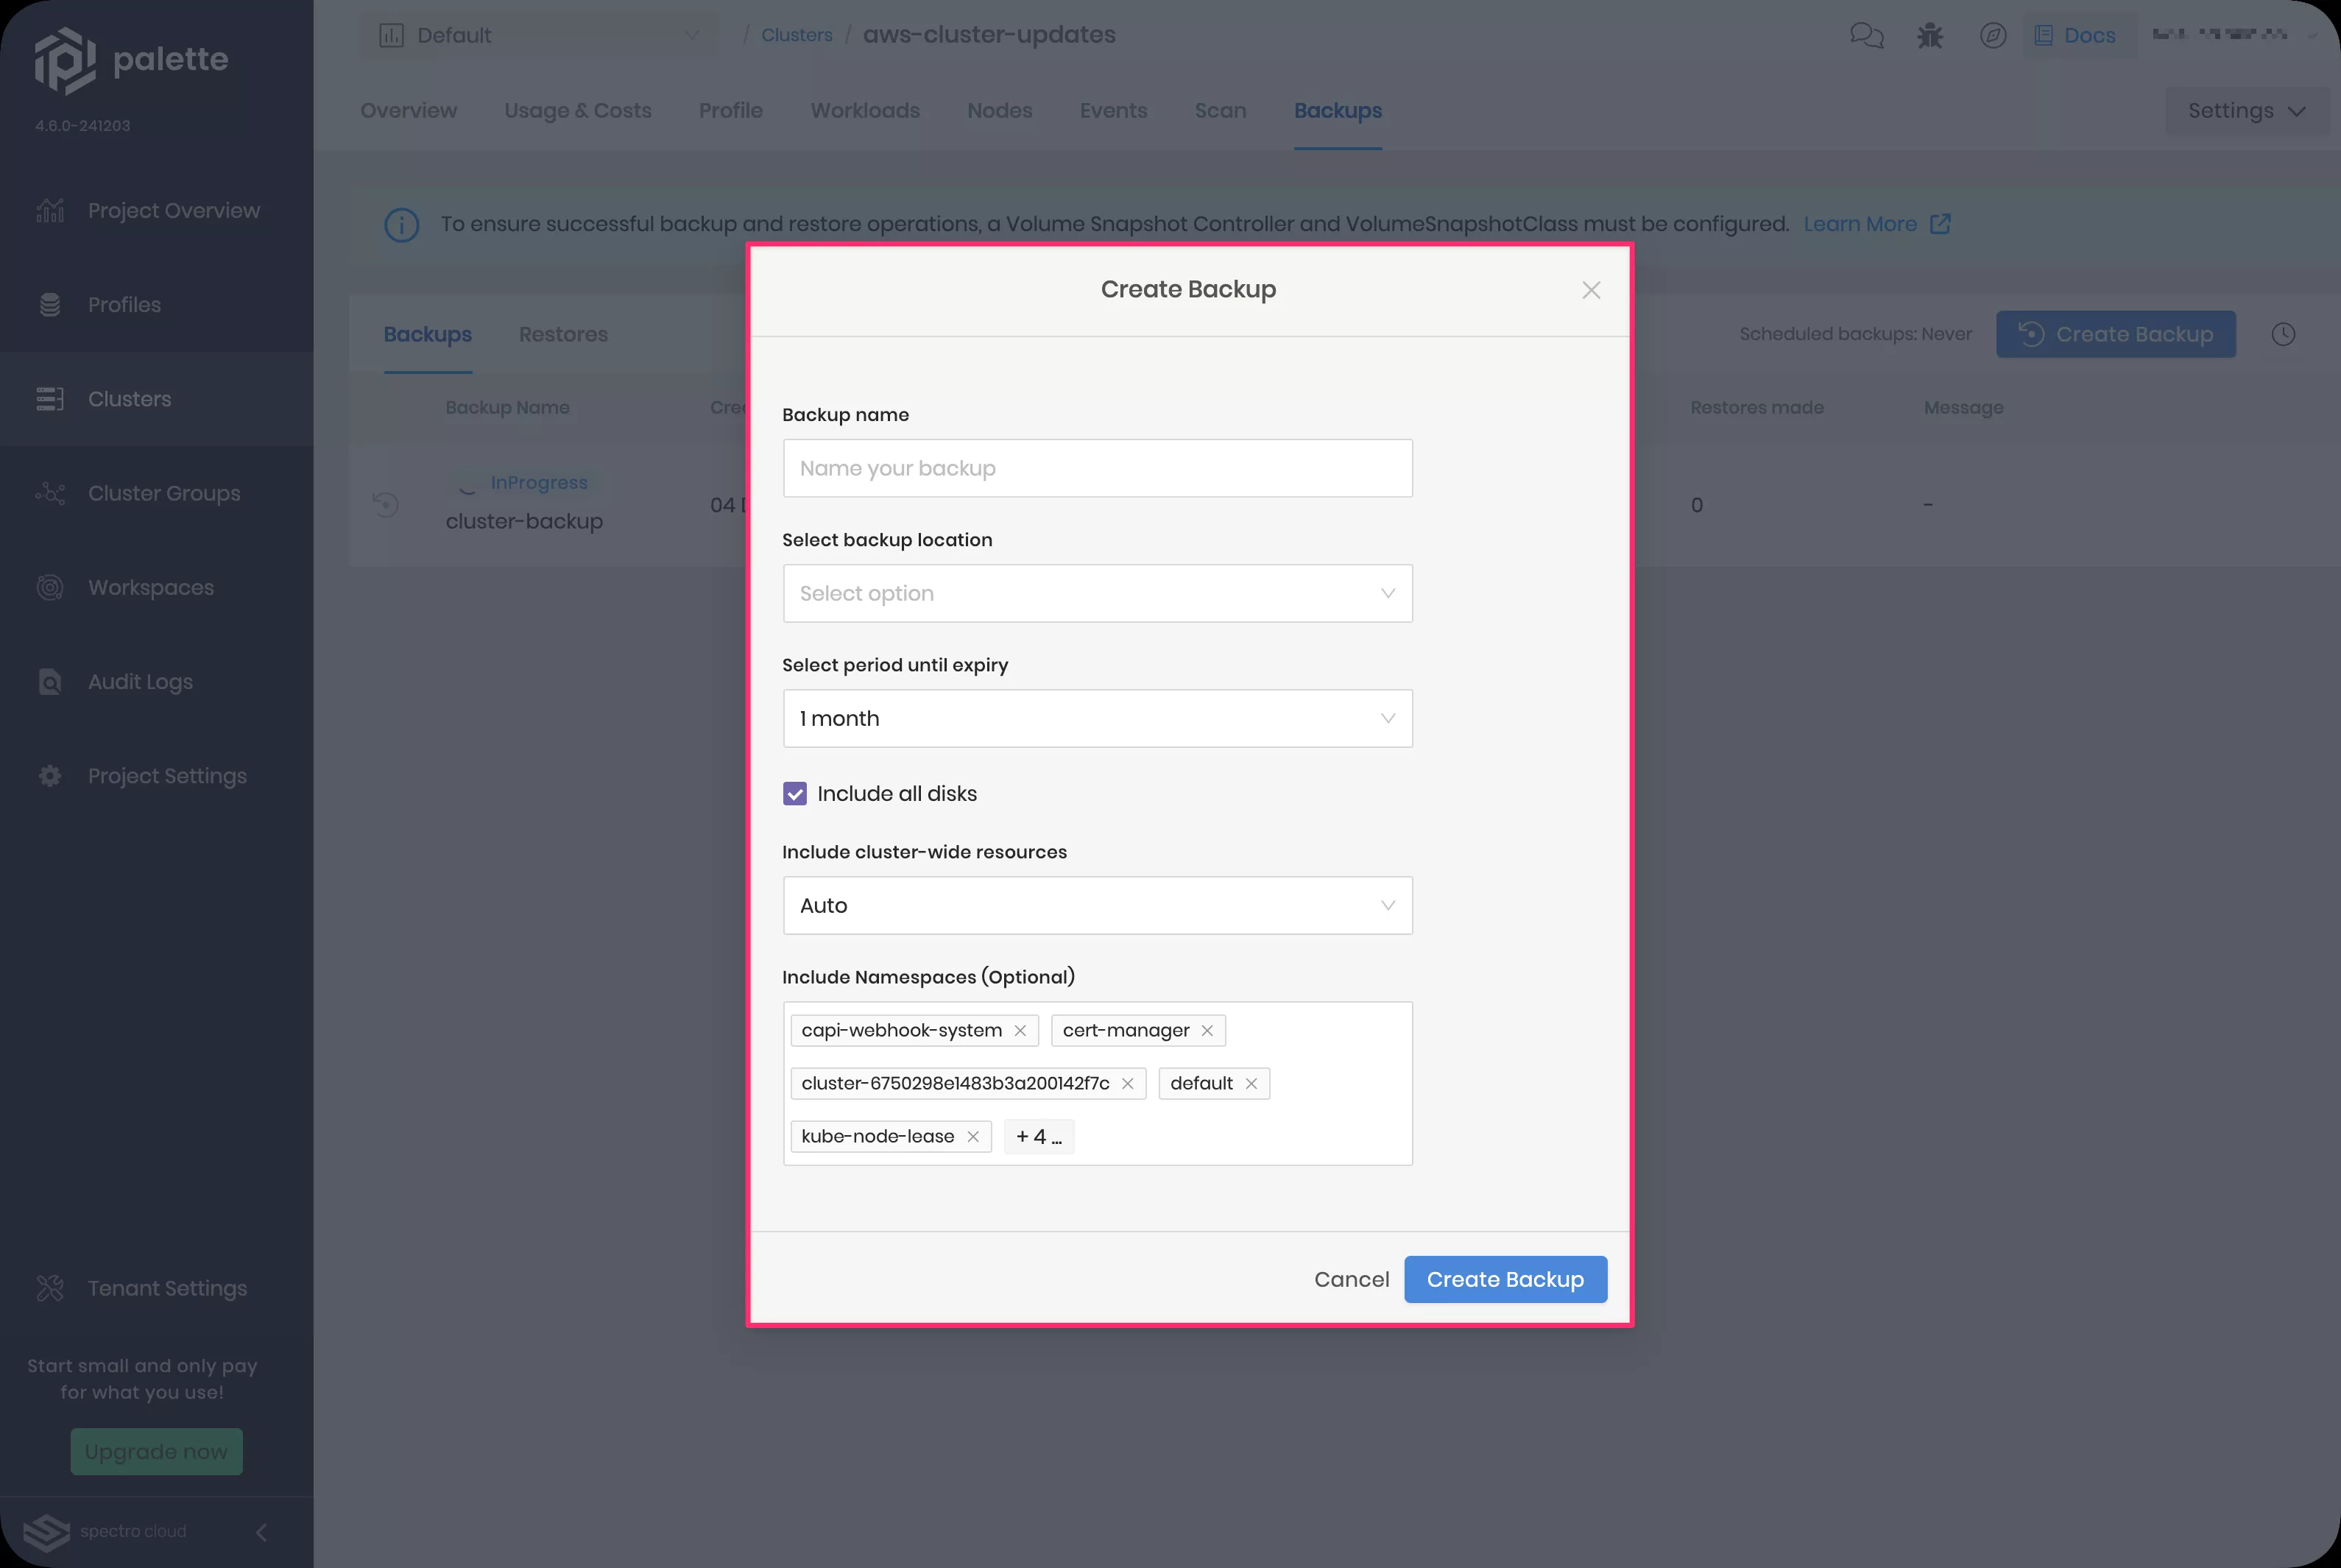 palette
4.6.0-241203
Project Overview
Profiles
Clusters
Cluster Groups
Workspaces
Audit Logs
Project Settings
Tenant Settings
Start small and only pay
for what you use!
Upgrade now
spectro cloud
Default
/ Clusters / aws-cluster-updates
Docs
Overview
Usage & Costs
Profile
Workloads
Nodes
Events
Scan
Backups
Settings
To ensure successful backup and restore operations, a Volume Snapshot Controller and VolumeSnapshotClass must be configured. Learn More
Backups
Restores
Scheduled backups: Never
Create Backup
Backup Name
Restores made
Message
InProgress
cluster-backup
04
0
-
Create Backup
Backup name
Name your backup
Select backup location
Select option
Select period until expiry
1 month
Include all disks
Include cluster-wide resources
Auto
Include Namespaces (Optional)
capi-webhook-system
cert-manager
cluster-6750298e1483b3a200142f7c
default
kube-node-lease
+ 4 ...
Cancel
Create Backup